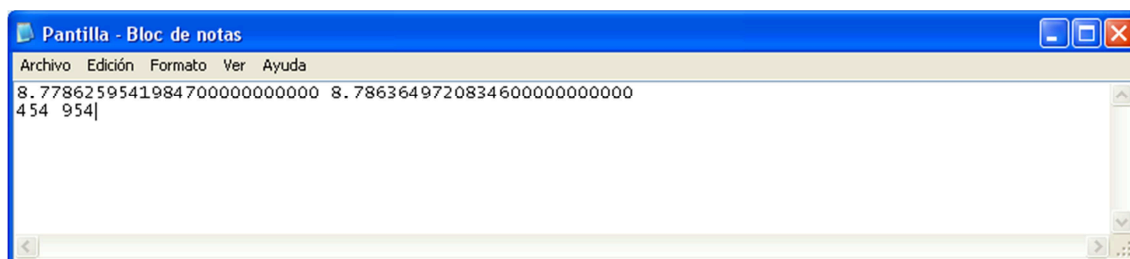 Pantilla - Bloc de notas
Archivo Edición Formato Ver Ayuda
8.77862595419847000000000000 8.78636497208346000000000000
454 954